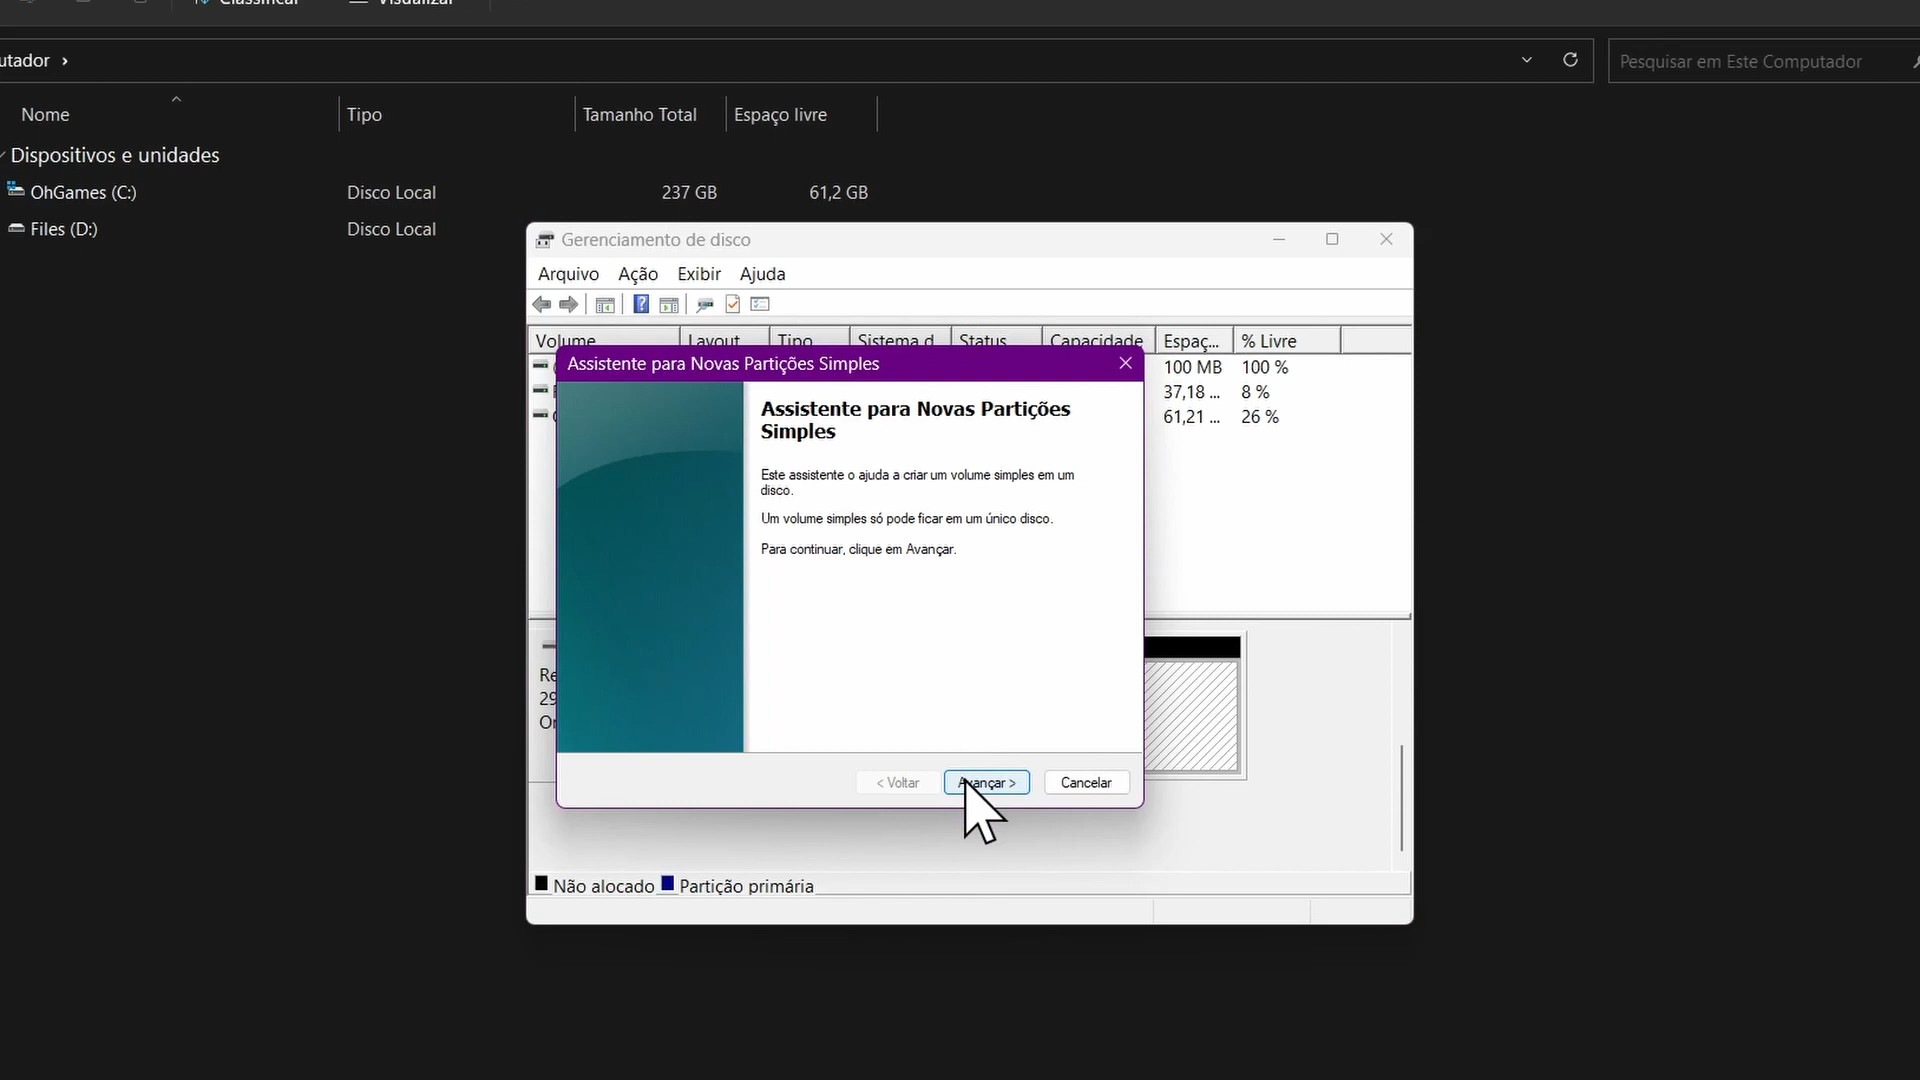 Classificar
Visualizar
utador >
Pesquisar em Este Computador
Nome Tipo Tamanho Total Espaço livre
Dispositivos e unidades
OhGames (C:) Disco Local 237 GB 61,2 GB
Files (D:) Disco Local
Gerenciamento de disco
Arquivo Ação Exibir Ajuda
Volume Layout Tipo Sistema d Status Capacidade Espaç... % Livre
100 MB 100 %
37,18 ... 8 %
61,21 ... 26 %
Assistente para Novas Partições Simples
Assistente para Novas Partições
Simples
Este assistente o ajuda a criar um volume simples em um
disco.
Um volume simples só pode ficar em um único disco.
Para continuar, clique em Avançar.
Re
29
< Voltar Avançar > Cancelar
Não alocado Partição primária